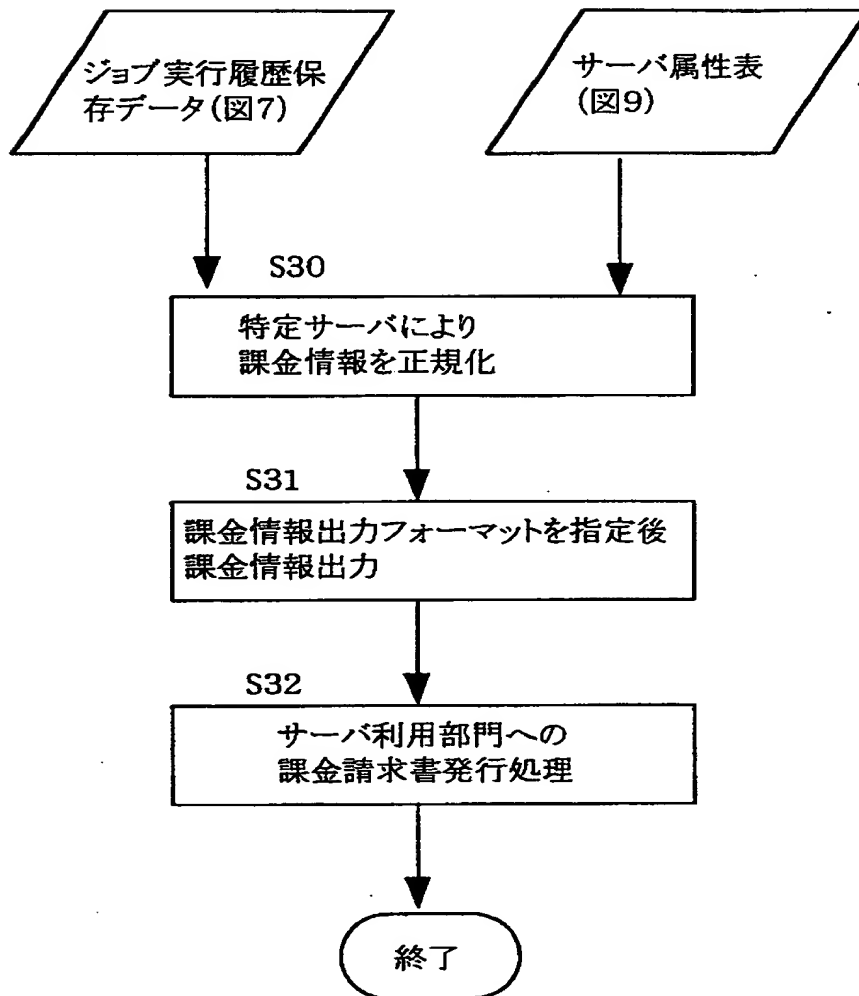 ジョブ実行履歴保
存データ(図7)
サーバ属性表
(図9)
S30
特定サーバにより
課金情報を正規化
S31
課金情報出力フォーマットを指定後
課金情報出力
S32
サーバ利用部門への
課金請求書発行処理
終了